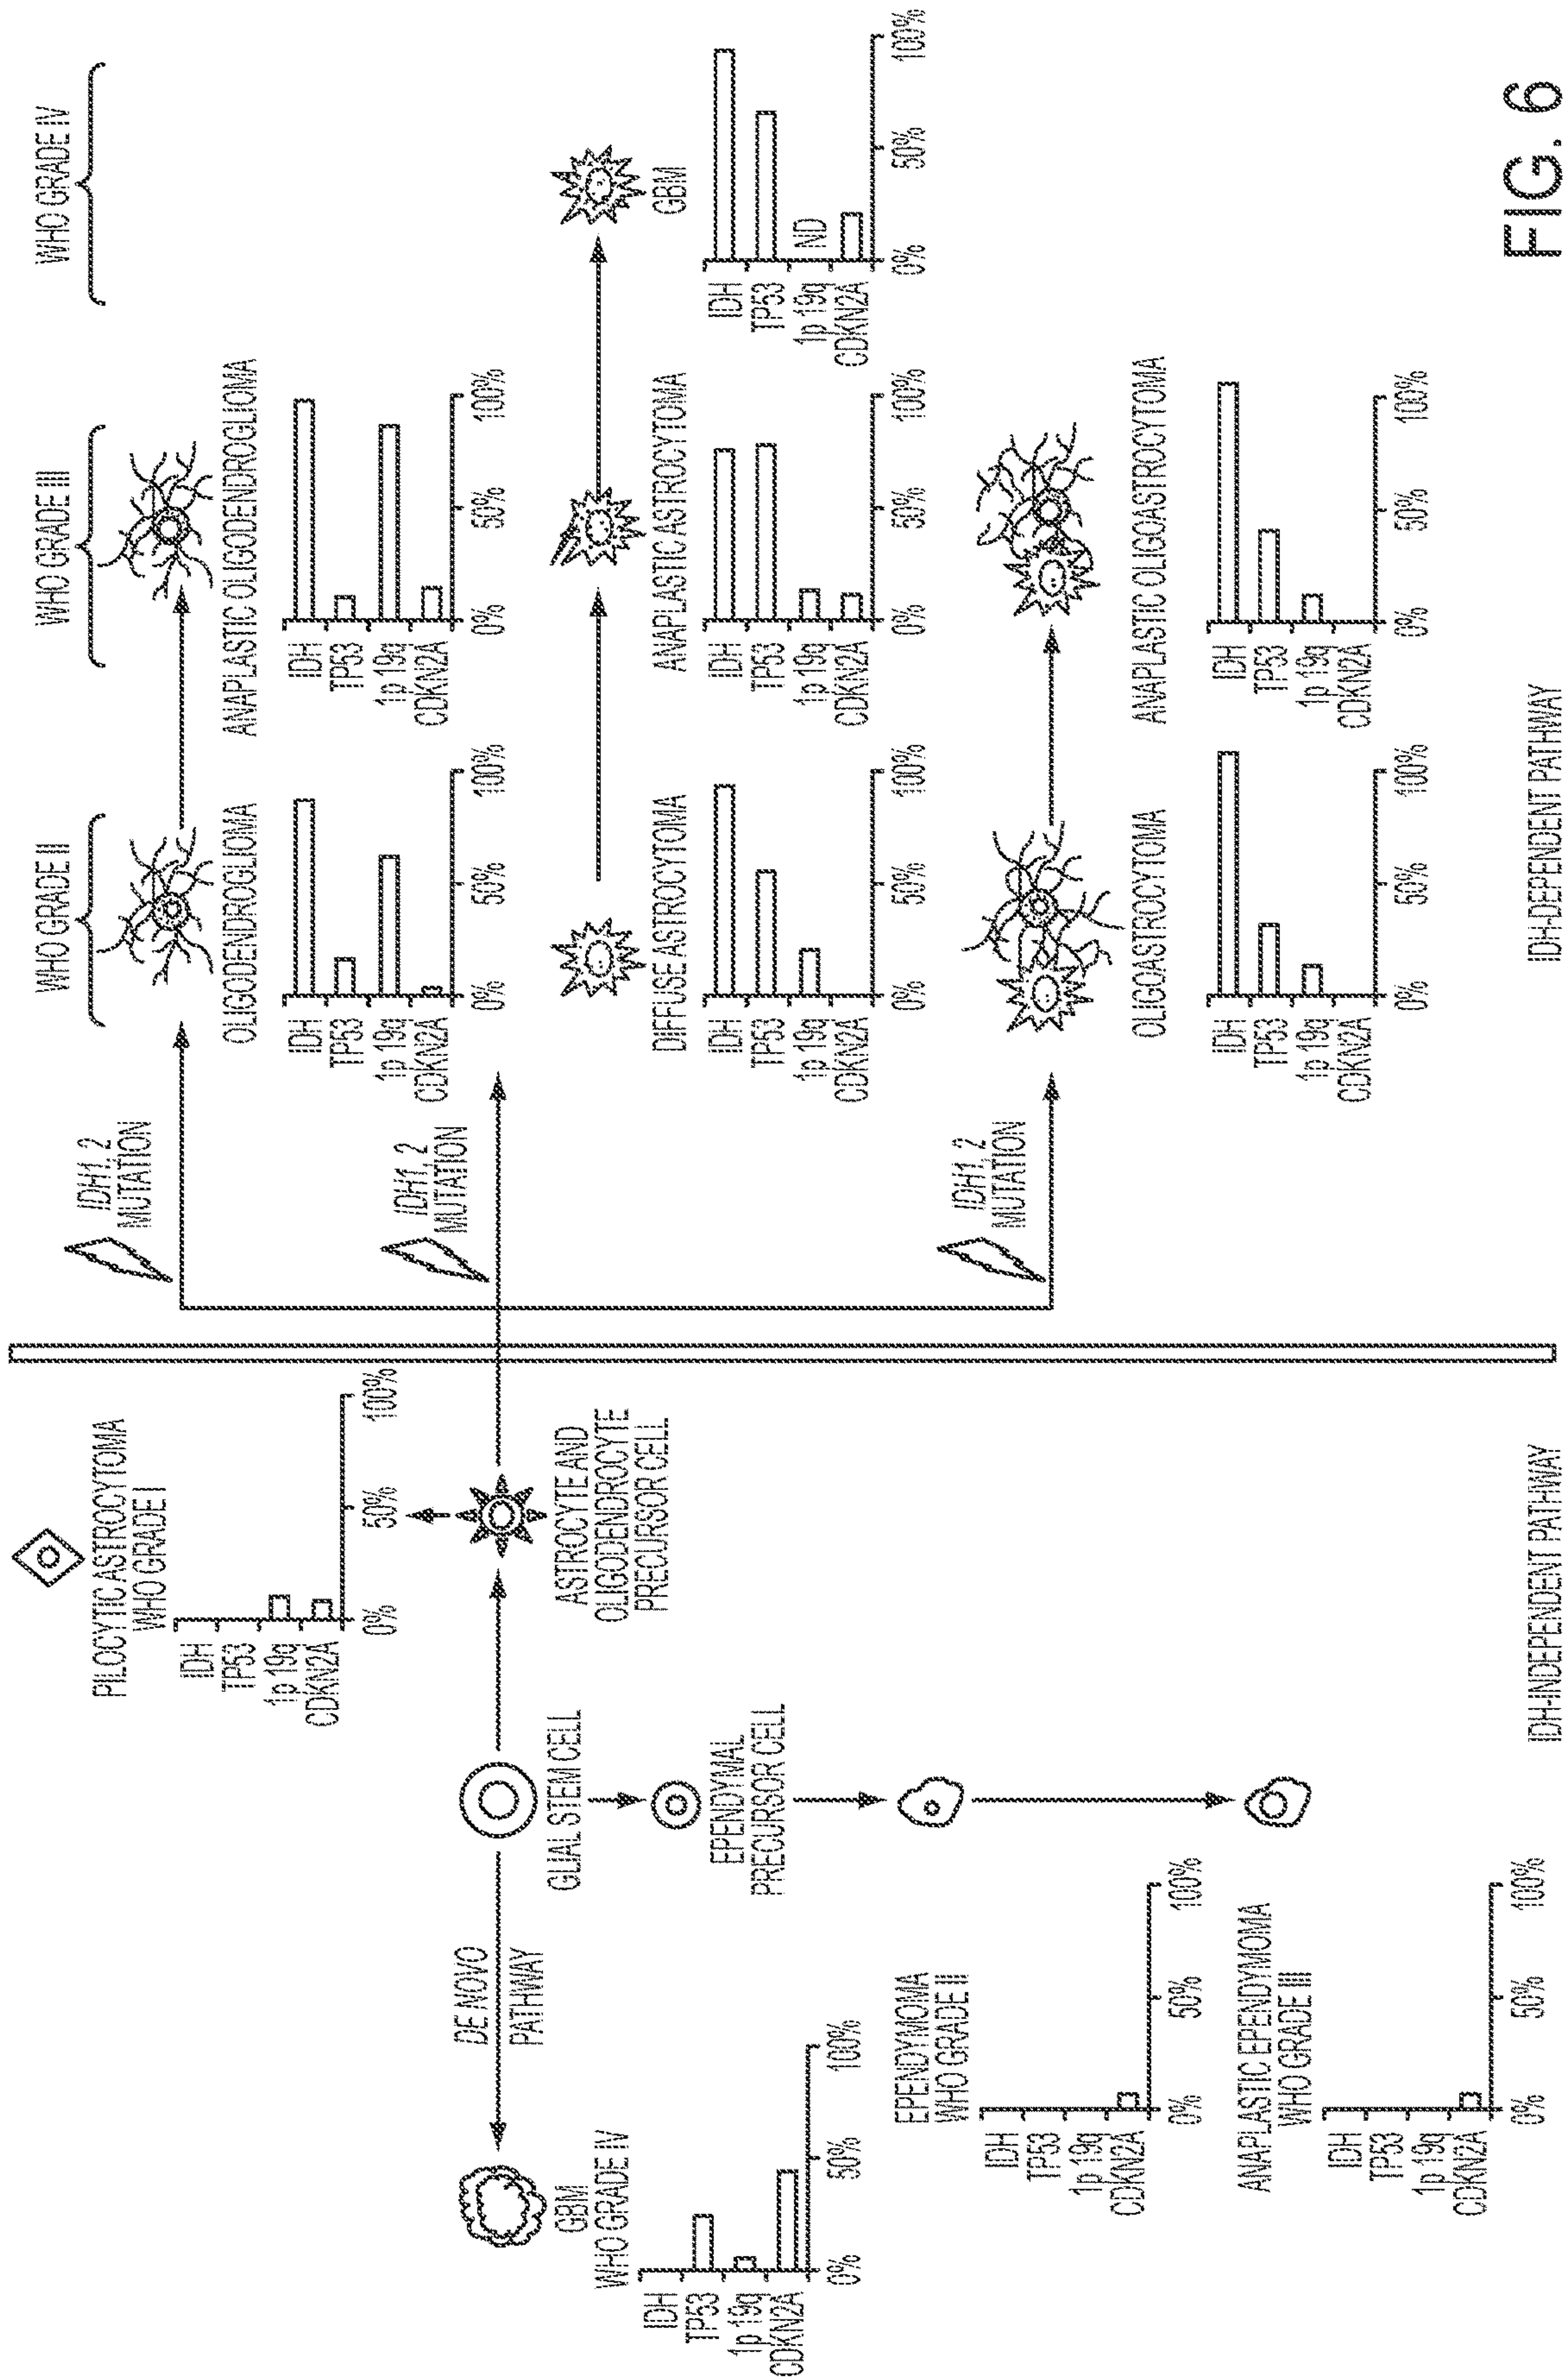 WHO GRADE II
WHO GRADE III
WHO GRADE IV
PILOCYTIC ASTROCYTOMA
WHO GRADE I
IDH
TP53
1p 19q
CDKN2A
0%
50%
100%
IDH1, 2
MUTATION
OLIGODENDROGLIOMA
IDH
TP53
1p 19q
CDKN2A
0%
50%
100%
ANAPLASTIC OLIGODENDROGLIOMA
IDH
TP53
1p 19q
CDKN2A
0%
50%
100%
DE NOVO
PATHWAY
GBM
WHO GRADE IV
IDH
TP53
1p 19q
CDKN2A
0%
50%
100%
GLIAL STEM CELL
ASTROCYTE AND
OLIGODENDROCYTE
PRECURSOR CELL
IDH1, 2
MUTATION
DIFFUSE ASTROCYTOMA
IDH
TP53
1p 19q
CDKN2A
0%
50%
100%
ANAPLASTIC ASTROCYTOMA
IDH
TP53
1p 19q
CDKN2A
0%
50%
100%
GBM
IDH
TP53
1p 19q
ND
CDKN2A
0%
50%
100%
EPENDYMAL
PRECURSOR CELL
EPENDYMOMA
WHO GRADE II
IDH
TP53
1p 19q
CDKN2A
0%
50%
100%
IDH1, 2
MUTATION
OLIGOASTROCYTOMA
IDH
TP53
1p 19q
CDKN2A
0%
50%
100%
ANAPLASTIC OLIGOASTROCYTOMA
IDH
TP53
1p 19q
CDKN2A
0%
50%
100%
ANAPLASTIC EPENDYMOMA
WHO GRADE III
IDH
TP53
1p 19q
CDKN2A
0%
50%
100%
IDH-INDEPENDENT PATHWAY
IDH-DEPENDENT PATHWAY
FIG. 6